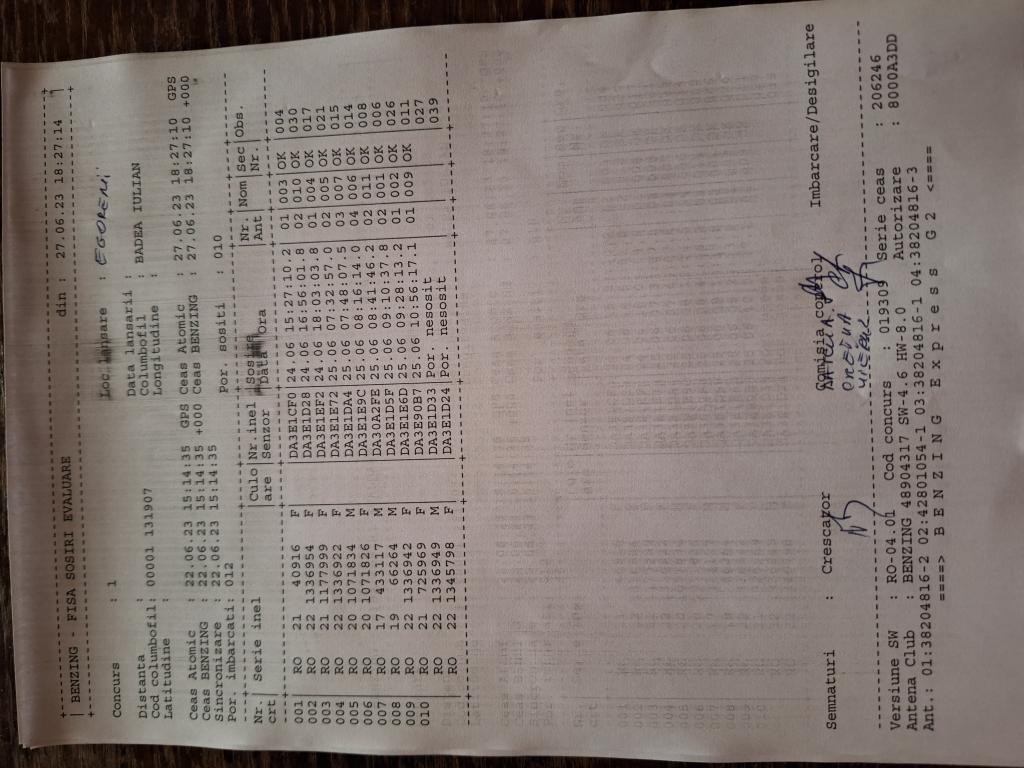 +---------------------------------------------------------------------+
| BENZING - FISA SOSIRI EVALUARE din : 27.06.23 18:27:14 |
+---------------------------------------------------------------------+
Concurs : 1 Loc lansare : EGORENI
Distanta : Data lansarii :
Cod columbofil: 00001 131907 Columbofil : BADEA IULIAN
Latitudine : Longitudine :
Ceas Atomic : 22.06.23 15:14:35 GPS Ceas Atomic : 27.06.23 18:27:10 GPS
Ceas BENZING : 22.06.23 15:14:35 +000 Ceas BENZING : 27.06.23 18:27:10 +000
Sincronizare : 22.06.23 15:14:35
Por. imbarcati: 012 Por. sositi : 010
Nr.| Serie inel |Culo|Nr.inel |Sosire |Nr. |Nom |Sec|Obs.
crt| |are |Senzor |Data Ora |Ant | |Nr.|
001 RO 21 40916 F |DA3E1CF0|24.06 15:27:10.2| 01 |003|OK |004
002 RO 22 1336954 F |DA3E1D28|24.06 16:56:01.8| 02 |010|OK |030
003 RO 21 1177999 F |DA3E1EF2|24.06 18:03:03.8| 01 |004|OK |017
004 RO 22 1336922 F |DA3E1E72|25.06 07:32:57.0| 02 |005|OK |021
005 RO 20 1071834 M |DA3E1DA4|25.06 07:48:07.5| 03 |007|OK |015
006 RO 20 1071826 F |DA3E1E9C|25.06 08:16:14.0| 04 |006|OK |014
007 RO 17 433117 M |DA30A2FE|25.06 08:41:46.2| 02 |011|OK |008
008 RO 19 66264 M |DA3E1D5F|25.06 09:10:37.8| 02 |001|OK |006
009 RO 22 1336942 F |DA3E1E6D|25.06 09:28:13.2| 01 |002|OK |026
010 RO 21 725969 F |DA3E90B7|25.06 10:56:17.1| 01 |009|OK |011
RO 22 1336949 M |DA3E1D33|Por. nesosit |027
RO 22 1345798 F |DA3E1D24|Por. nesosit |039
Semnaturi : Crescator Comisia control Imbarcare/Desigilare
Versiune SW : RO-04.01 Cod concurs : 019309 Serie ceas : 206246
Antena Club : BENZING 48904317 SW-4.6 HW-8.0 Autorizare : 8000A3DD
Ant.: 01:38204816-2 02:42801054-1 03:38204816-1 04:38204816-3
====> B E N Z I N G E x p r e s s G 2 <====